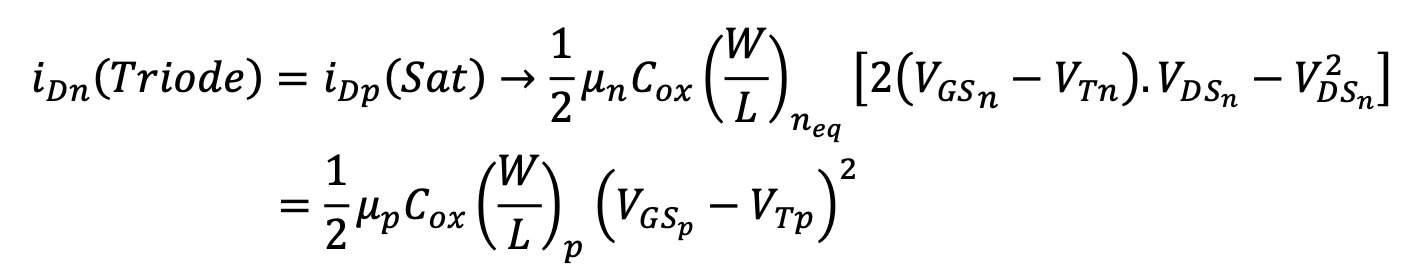 i_{Dn}(Triode) = i_{Dp}(Sat) → \frac{1}{2} μ_n C_{ox} \left(\frac{W}{L}\right)_{n_{eq}} [2(V_{GS_n} − V_{Tn}). V_{DS_n} − V_{DS_n}^2]
= \frac{1}{2} μ_p C_{ox} \left(\frac{W}{L}\right)_p (V_{GS_p} − V_{Tp})^2